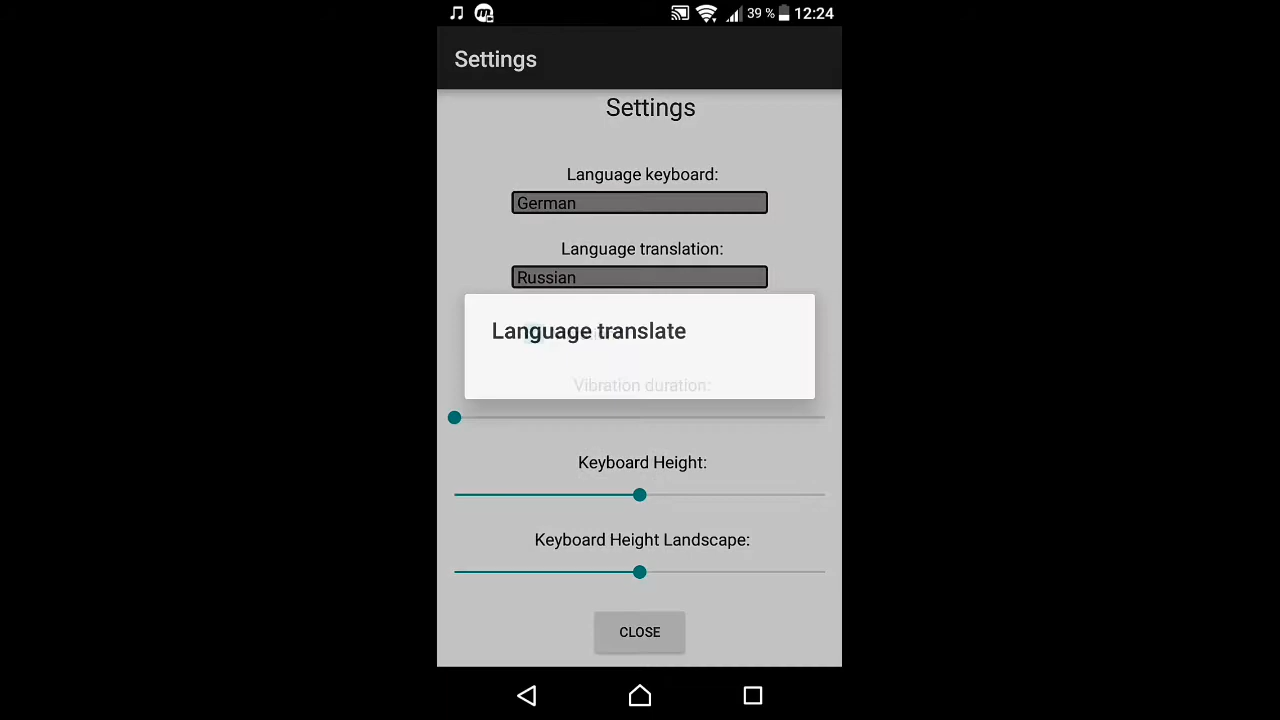 39 % 12:24
Settings
Settings
Language keyboard:
German
Language translation:
Russian
Language translate
Vibration duration:
Keyboard Height:
Keyboard Height Landscape:
CLOSE